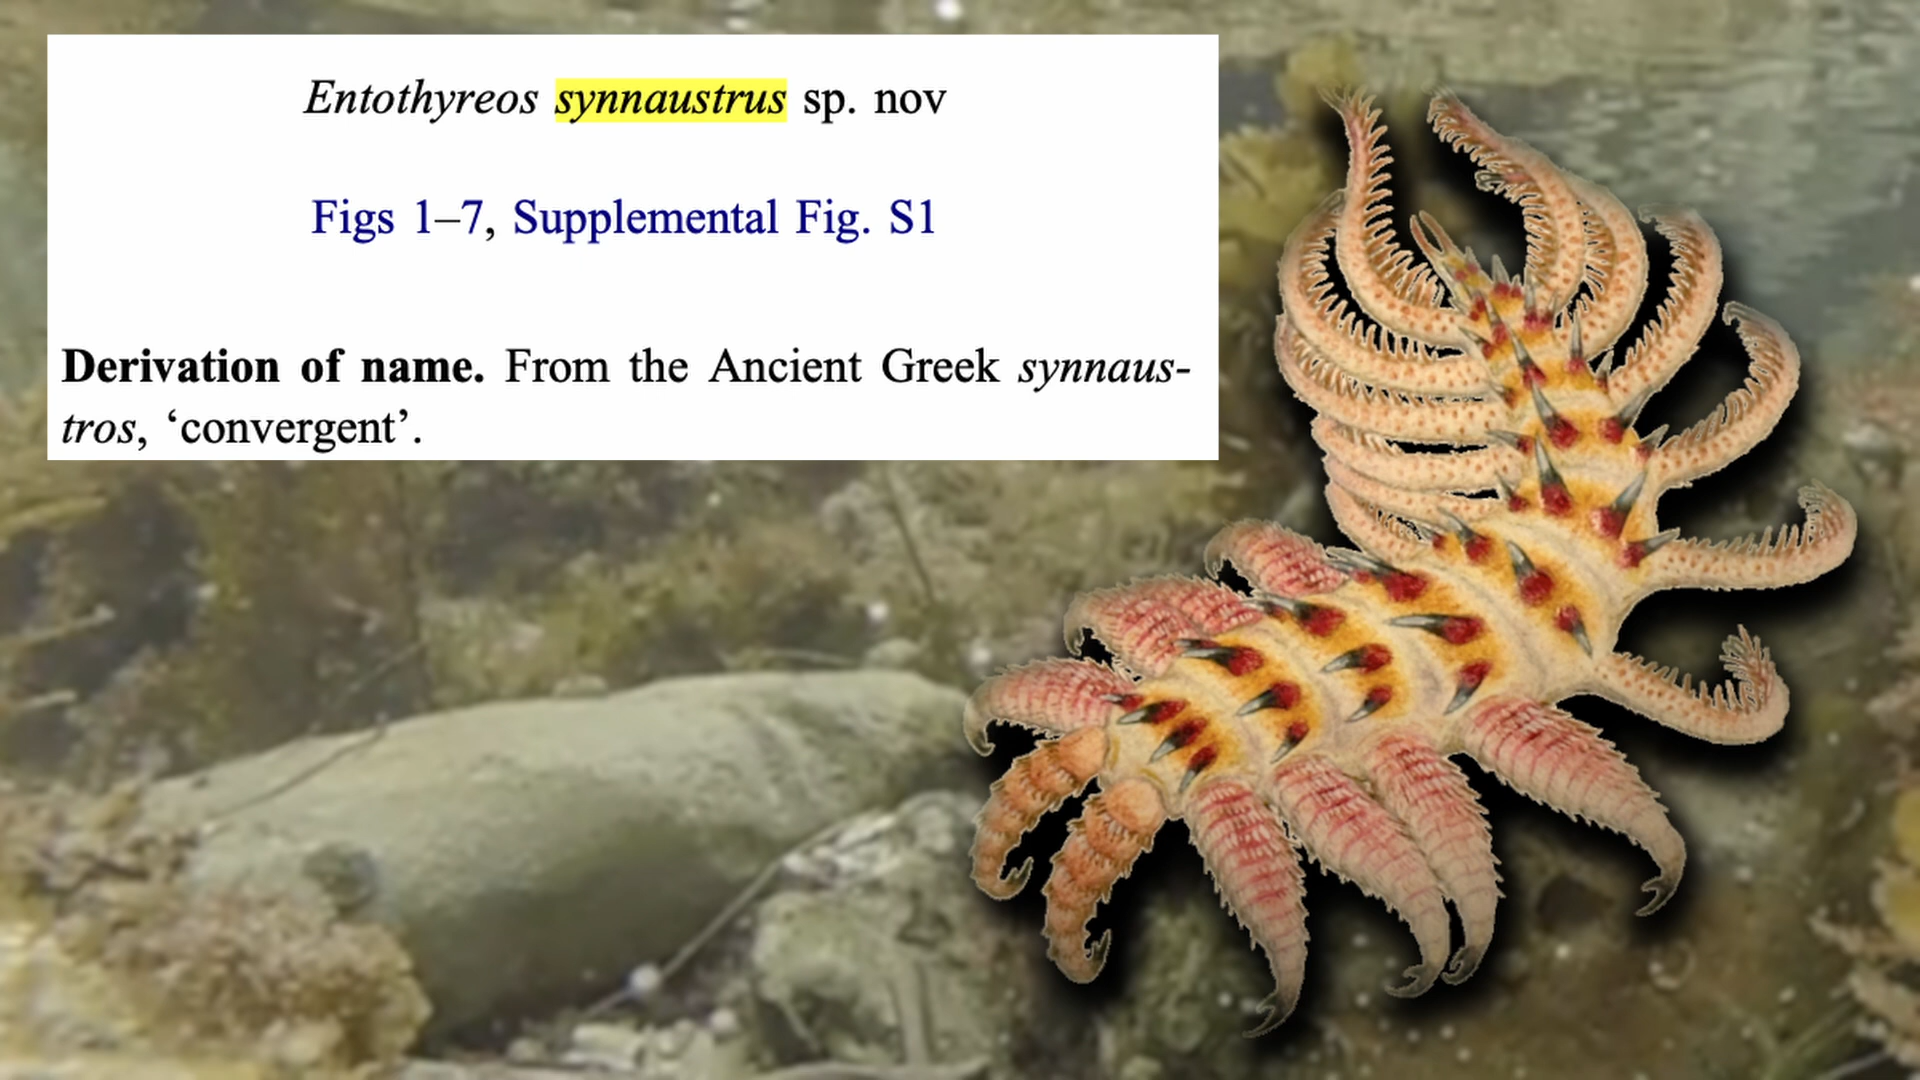 Entothyreos synnaustrus sp. nov
Figs 1–7, Supplemental Fig. S1
Derivation of name. From the Ancient Greek synnaus-
tros, ‘convergent’.